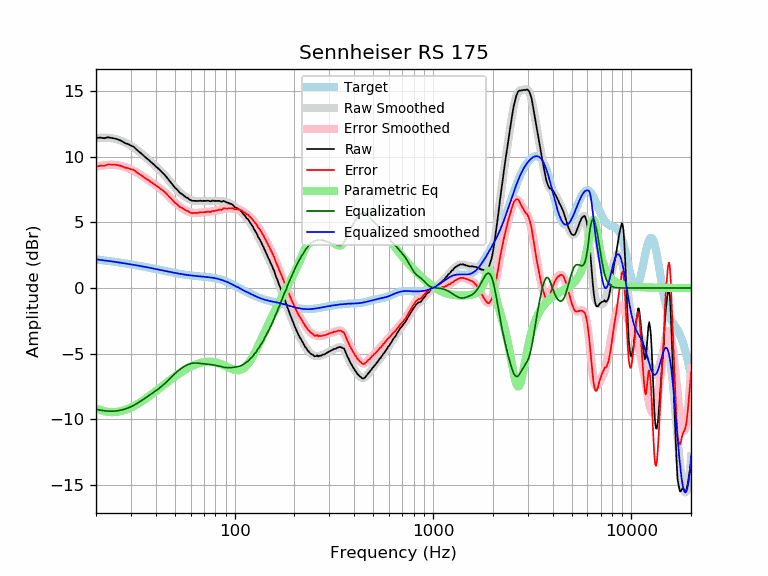 Sennheiser RS 175
Target
Raw Smoothed
Error Smoothed
Raw
Error
Parametric Eq
Equalization
Equalized smoothed
Amplitude (dBr)
15
10
5
0
−5
−10
−15
100 1000 10000
Frequency (Hz)